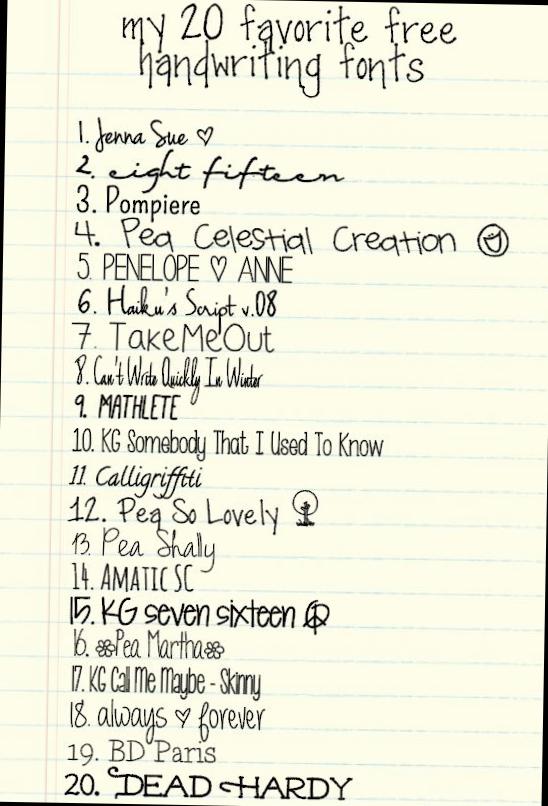 my 20 favorite free
handwriting fonts
1. Jenna Sue ♡
2. eight fifteen
3. Pompiere
4. Pea Celestial Creation
5. PENELOPE ♡ ANNE
6. Haiku's Script v.08
7. TakeMeOut
8. Can't Write Quickly In Winter
9. MATHLETE
10. KG Somebody That I Used To Know
11. Calligriffiti
12. Pea So Lovely
13. Pea Shally
14. AMATIC SC
15. KG seven sixteen
16. Pea Martha
17. KG Call Me Maybe - Skinny
18. always ♡ forever
19. BD Paris
20. DEAD HARDY